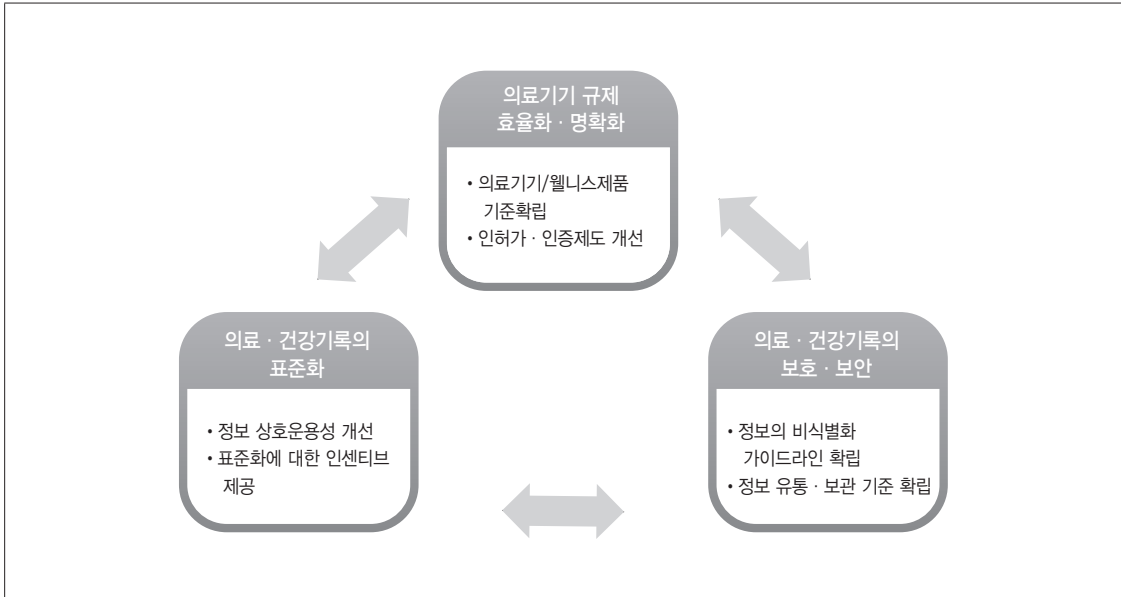 의료기기 규제
효율화 · 명확화
• 의료기기/웰니스제품
기준확립
• 인허가 · 인증제도 개선
의료 · 건강기록의
표준화
• 정보 상호운용성 개선
• 표준화에 대한 인센티브
제공
의료 · 건강기록의
보호 · 보안
• 정보의 비식별화
가이드라인 확립
• 정보 유통 · 보관 기준 확립